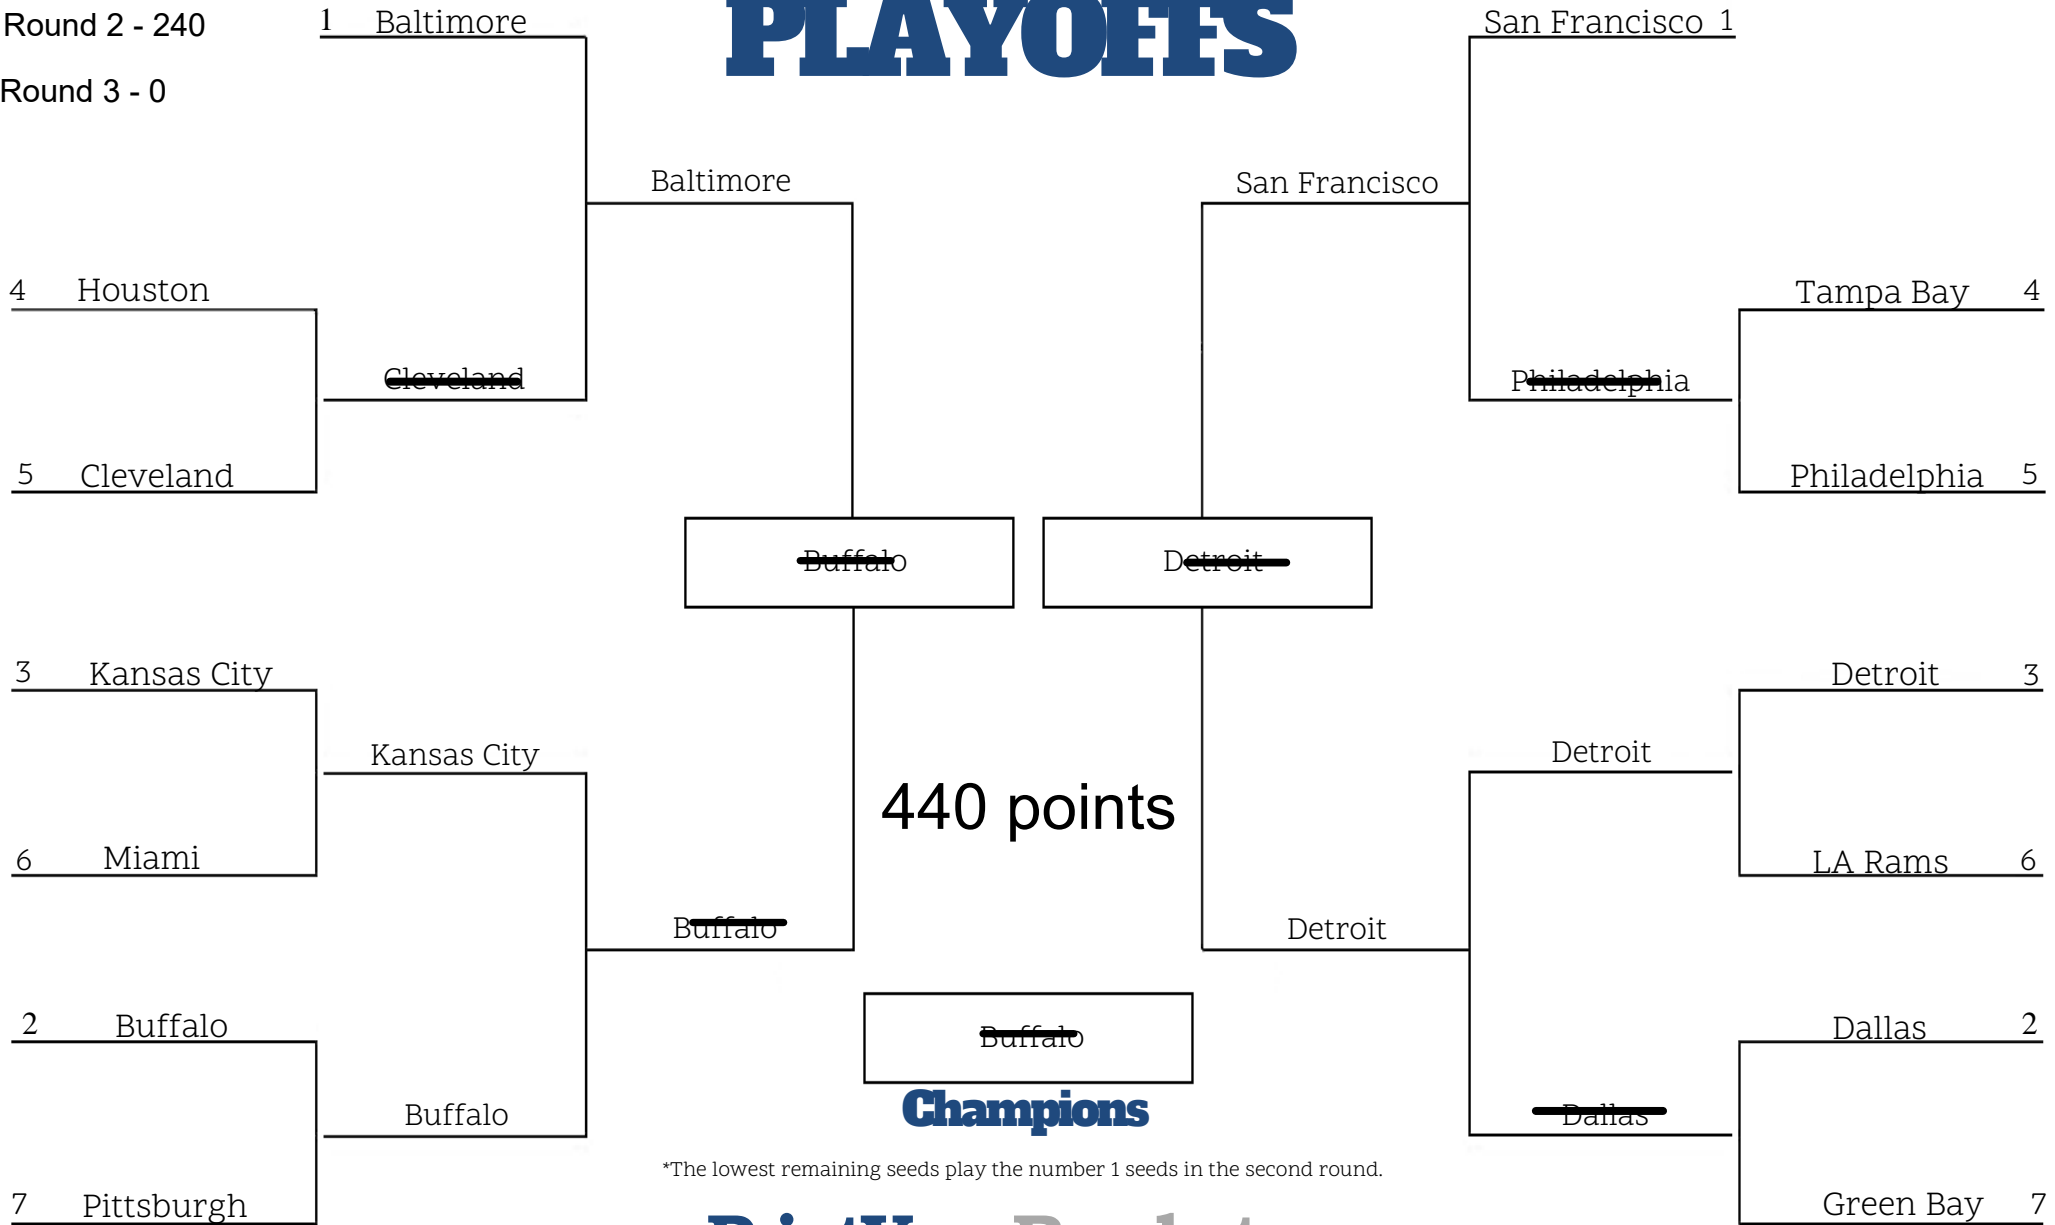 Round 2 - 240
1 Baltimore
PLAYOFFS
San Francisco 1
Round 3 - 0
Baltimore
San Francisco
4 Houston
Tampa Bay 4
Cleveland
Philadelphia
5 Cleveland
Philadelphia 5
Buffalo
Detroit
3 Kansas City
Detroit 3
Kansas City
Detroit
440 points
6 Miami
LA Rams 6
Buffalo
Detroit
2 Buffalo
Dallas 2
Buffalo
Champions
Buffalo
Dallas
*The lowest remaining seeds play the number 1 seeds in the second round.
7 Pittsburgh
Green Bay 7